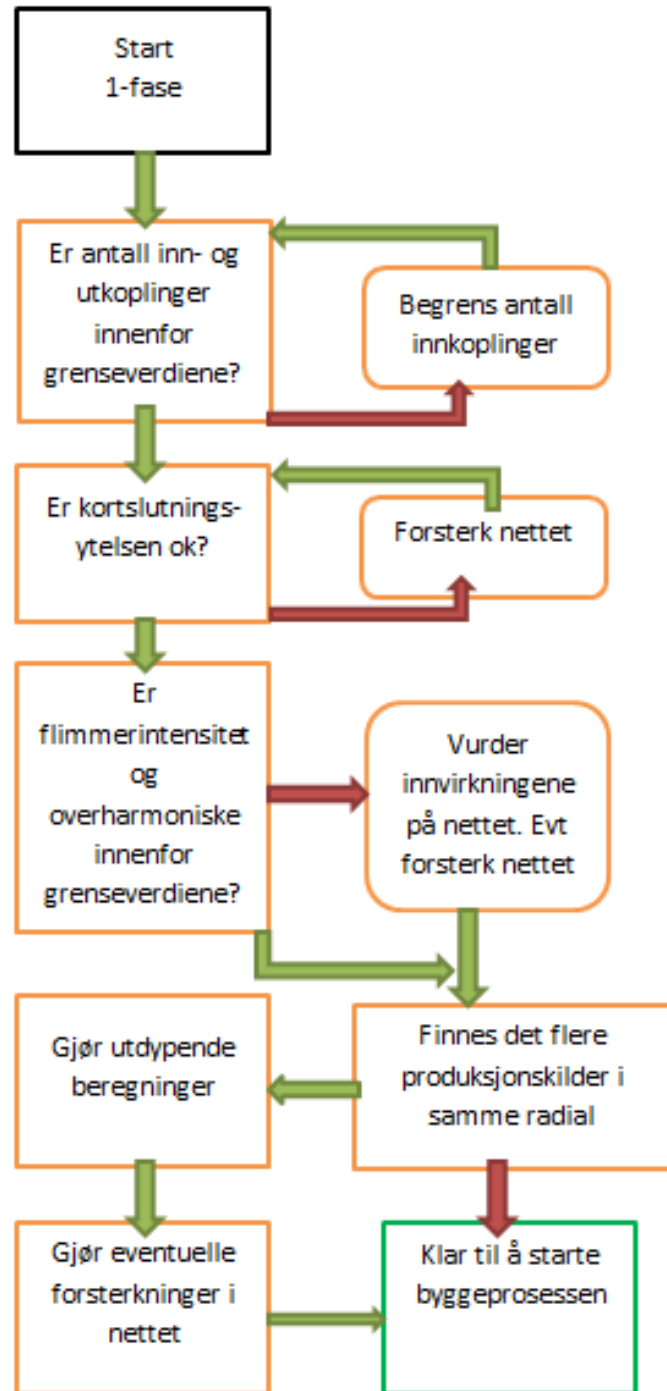 Start
1-fase
Er antall inn- og
utkoplinger
innenfor
grenseverdiene?
Begrens antall
innkoplinger
Er kortslutnings-
ytelsen ok?
Forsterk nettet
Er
flimmerintensitet
og
overharmoniske
innenfor
grenseverdiene?
Vurder
innvirkningene
på nettet. Evt
forsterk nettet
Gjør utdypende
beregninger
Finnes det flere
produksjonskilder i
samme radial
Gjør eventuelle
forsterkninger i
nettet
Klar til å starte
byggeprosessen